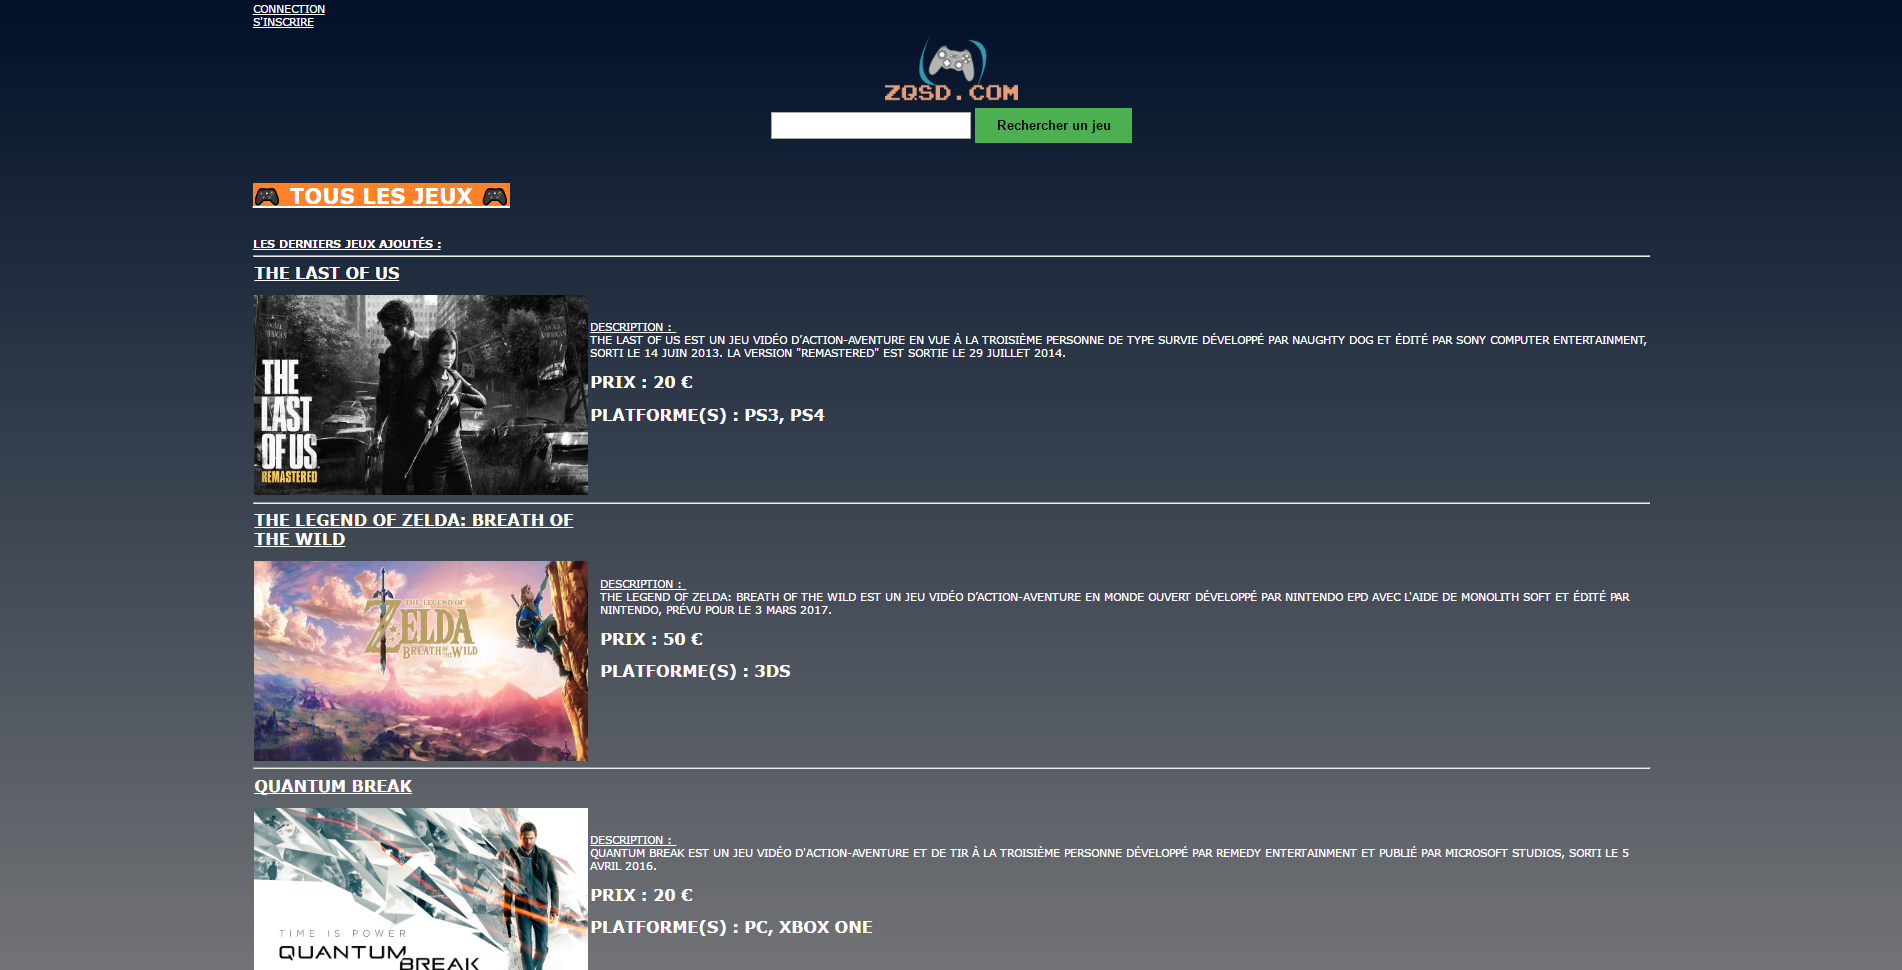 CONNECTION
S'INSCRIRE
ZQSD.COM
Rechercher un jeu
🎮 TOUS LES JEUX 🎮
LES DERNIERS JEUX AJOUTÉS :
THE LAST OF US
THE
LAST
OF US
REMASTERED
DESCRIPTION :
THE LAST OF US EST UN JEU VIDÉO D’ACTION-AVENTURE EN VUE À LA TROISIÈME PERSONNE DE TYPE SURVIE DÉVELOPPÉ PAR NAUGHTY DOG ET ÉDITÉ PAR SONY COMPUTER ENTERTAINMENT,
SORTI LE 14 JUIN 2013. LA VERSION "REMASTERED" EST SORTIE LE 29 JUILLET 2014.
PRIX : 20 €
PLATFORME(S) : PS3, PS4
THE LEGEND OF ZELDA: BREATH OF
THE WILD
THE LEGEND OF
ZELDA
BREATH OF THE WILD
DESCRIPTION :
THE LEGEND OF ZELDA: BREATH OF THE WILD EST UN JEU VIDÉO D’ACTION-AVENTURE EN MONDE OUVERT DÉVELOPPÉ PAR NINTENDO EPD AVEC L'AIDE DE MONOLITH SOFT ET ÉDITÉ PAR
NINTENDO, PRÉVU POUR LE 3 MARS 2017.
PRIX : 50 €
PLATFORME(S) : 3DS
QUANTUM BREAK
TIME IS POWER
QUANTUM
BREAK
DESCRIPTION :
QUANTUM BREAK EST UN JEU VIDÉO D'ACTION-AVENTURE ET DE TIR À LA TROISIÈME PERSONNE DÉVELOPPÉ PAR REMEDY ENTERTAINMENT ET PUBLIÉ PAR MICROSOFT STUDIOS, SORTI LE 5
AVRIL 2016.
PRIX : 20 €
PLATFORME(S) : PC, XBOX ONE